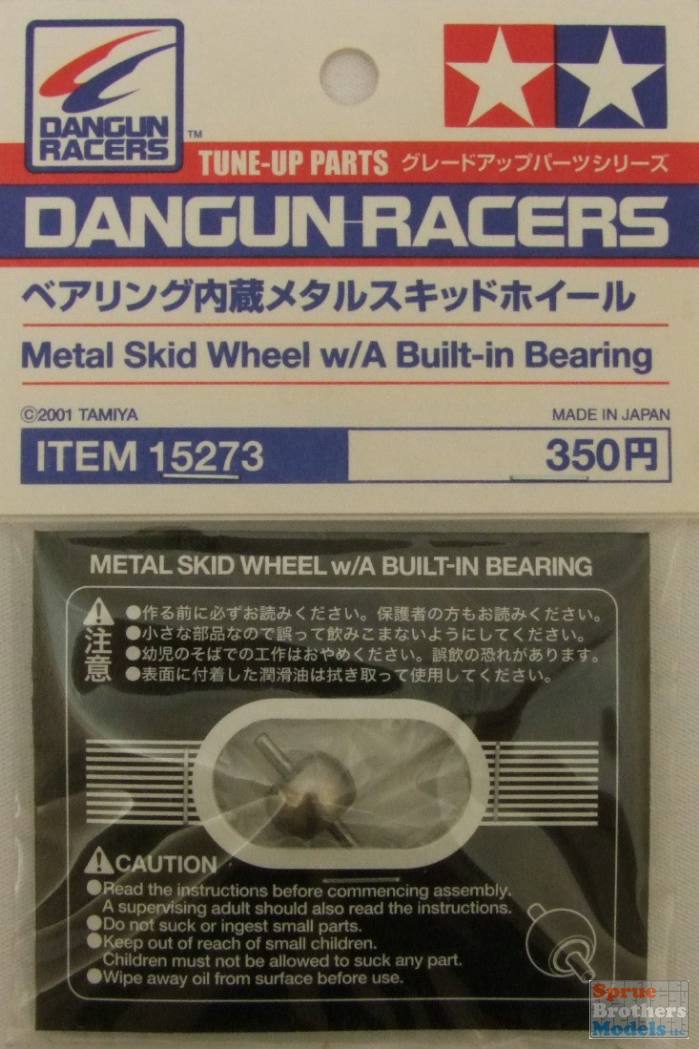 DANGUN
RACERS
TM
TUNE-UP PARTS グレードアップパーツシリーズ
DANGUN-RACERS
ベアリング内蔵メタルスキッドホイール
Metal Skid Wheel w/A Built-in Bearing
©2001 TAMIYA MADE IN JAPAN
ITEM 15273 350円
METAL SKID WHEEL w/A BUILT-IN BEARING
注意
●作る前に必ずお読みください。保護者の方もお読みください。
●小さな部品なので誤って飲みこまないようにしてください。
●幼児のそばでの工作はおやめください。誤飲の恐れがあります。
●表面に付着した潤滑油は拭き取って使用してください。
CAUTION
●Read the instructions before commencing assembly.
A supervising adult should also read the instructions.
●Do not suck or ingest small parts.
●Keep out of reach of small children.
Children must not be allowed to suck any part.
●Wipe away oil from surface before use.
Sprue
Brothers
Models LLC